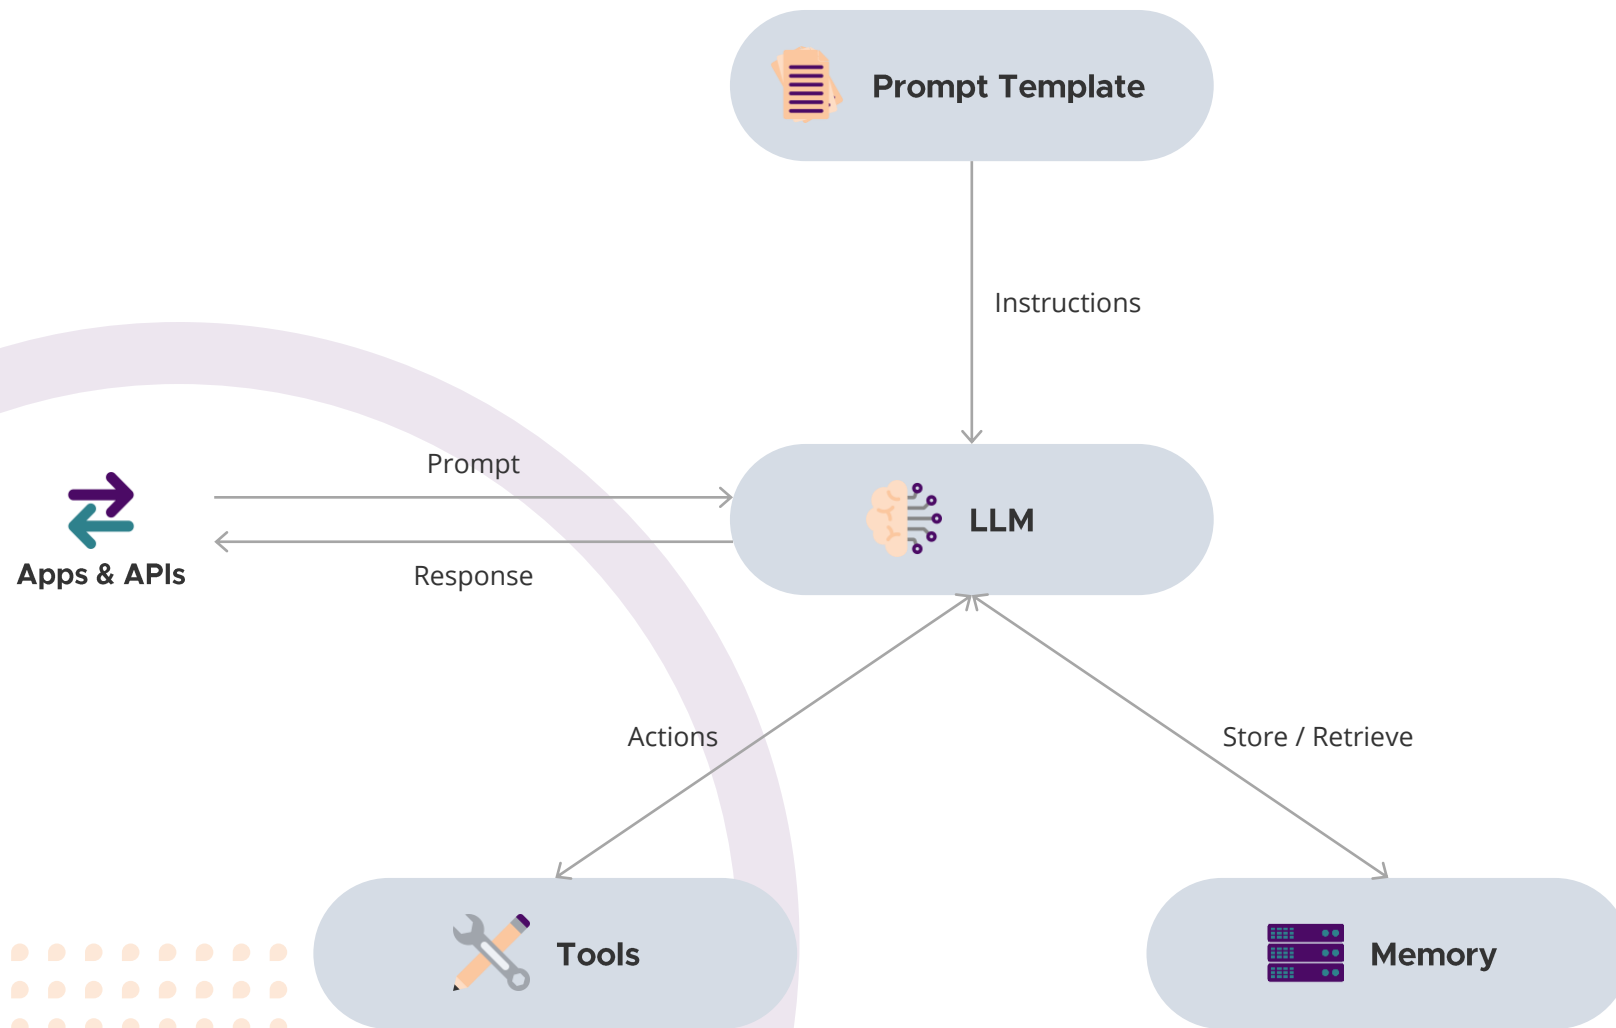 Prompt Template
Instructions
Prompt
LLM
Apps & APIs
Response
Actions
Store / Retrieve
Tools
Memory